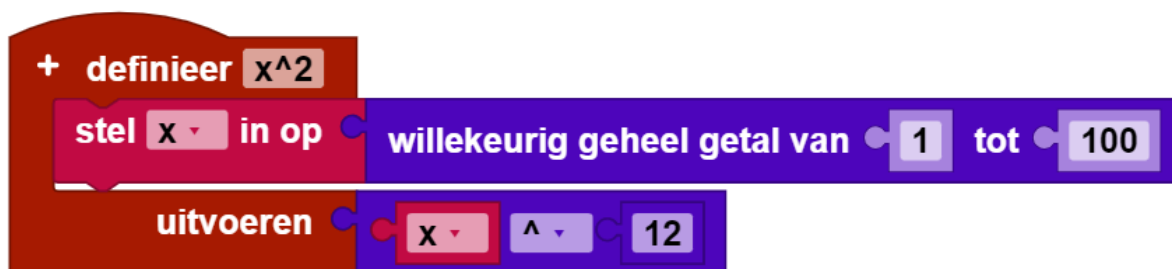 + definieer x^2
stel x in op willekeurig geheel getal van 1 tot 100
uitvoeren x ^ 12